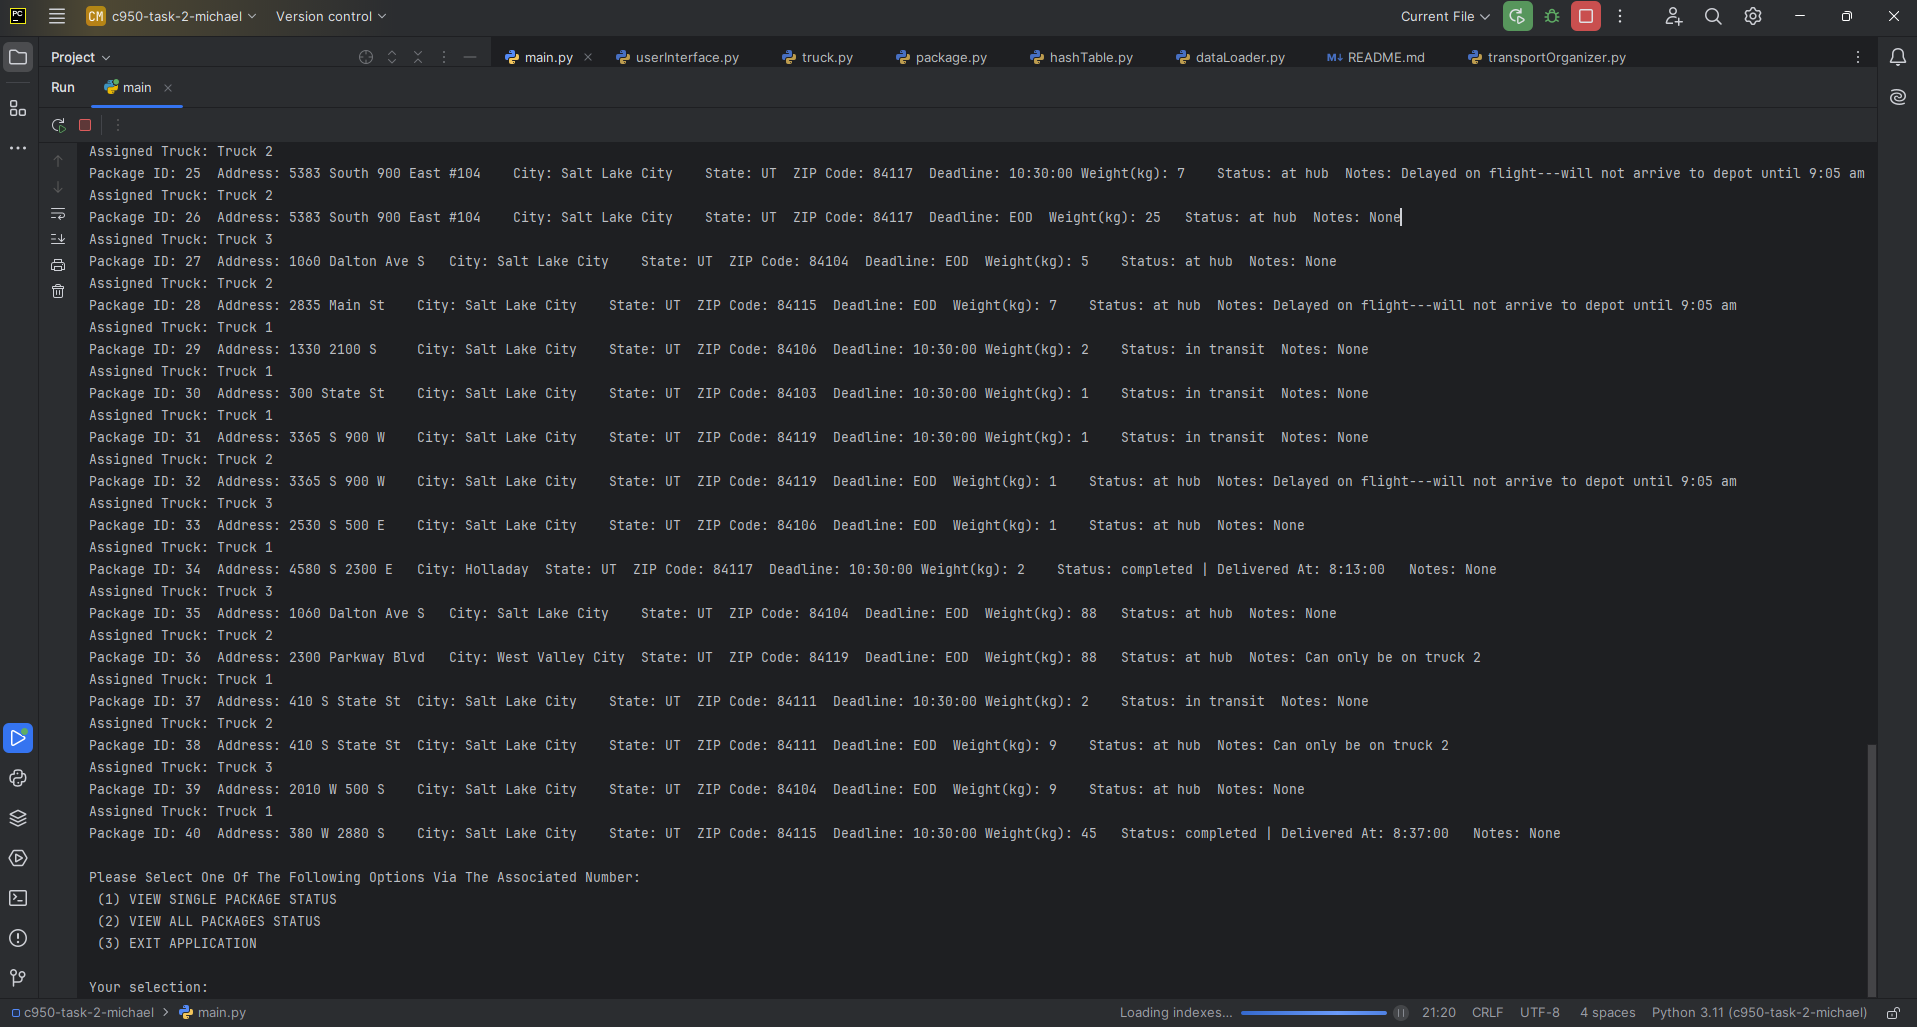 PC CM c950-task-2-michael Version control Current File
Project main.py userInterface.py truck.py package.py hashTable.py dataLoader.py M↓ README.md transportOrganizer.py
Run main
Assigned Truck: Truck 2
Package ID: 25 Address: 5383 South 900 East #104 City: Salt Lake City State: UT ZIP Code: 84117 Deadline: 10:30:00 Weight(kg): 7 Status: at hub Notes: Delayed on flight---will not arrive to depot until 9:05 am
Assigned Truck: Truck 2
Package ID: 26 Address: 5383 South 900 East #104 City: Salt Lake City State: UT ZIP Code: 84117 Deadline: EOD Weight(kg): 25 Status: at hub Notes: None
Assigned Truck: Truck 3
Package ID: 27 Address: 1060 Dalton Ave S City: Salt Lake City State: UT ZIP Code: 84104 Deadline: EOD Weight(kg): 5 Status: at hub Notes: None
Assigned Truck: Truck 2
Package ID: 28 Address: 2835 Main St City: Salt Lake City State: UT ZIP Code: 84115 Deadline: EOD Weight(kg): 7 Status: at hub Notes: Delayed on flight---will not arrive to depot until 9:05 am
Assigned Truck: Truck 1
Package ID: 29 Address: 1330 2100 S City: Salt Lake City State: UT ZIP Code: 84106 Deadline: 10:30:00 Weight(kg): 2 Status: in transit Notes: None
Assigned Truck: Truck 1
Package ID: 30 Address: 300 State St City: Salt Lake City State: UT ZIP Code: 84103 Deadline: 10:30:00 Weight(kg): 1 Status: in transit Notes: None
Assigned Truck: Truck 1
Package ID: 31 Address: 3365 S 900 W City: Salt Lake City State: UT ZIP Code: 84119 Deadline: 10:30:00 Weight(kg): 1 Status: in transit Notes: None
Assigned Truck: Truck 2
Package ID: 32 Address: 3365 S 900 W City: Salt Lake City State: UT ZIP Code: 84119 Deadline: EOD Weight(kg): 1 Status: at hub Notes: Delayed on flight---will not arrive to depot until 9:05 am
Assigned Truck: Truck 3
Package ID: 33 Address: 2530 S 500 E City: Salt Lake City State: UT ZIP Code: 84106 Deadline: EOD Weight(kg): 1 Status: at hub Notes: None
Assigned Truck: Truck 1
Package ID: 34 Address: 4580 S 2300 E City: Holladay State: UT ZIP Code: 84117 Deadline: 10:30:00 Weight(kg): 2 Status: completed | Delivered At: 8:13:00 Notes: None
Assigned Truck: Truck 3
Package ID: 35 Address: 1060 Dalton Ave S City: Salt Lake City State: UT ZIP Code: 84104 Deadline: EOD Weight(kg): 88 Status: at hub Notes: None
Assigned Truck: Truck 2
Package ID: 36 Address: 2300 Parkway Blvd City: West Valley City State: UT ZIP Code: 84119 Deadline: EOD Weight(kg): 88 Status: at hub Notes: Can only be on truck 2
Assigned Truck: Truck 1
Package ID: 37 Address: 410 S State St City: Salt Lake City State: UT ZIP Code: 84111 Deadline: 10:30:00 Weight(kg): 2 Status: in transit Notes: None
Assigned Truck: Truck 2
Package ID: 38 Address: 410 S State St City: Salt Lake City State: UT ZIP Code: 84111 Deadline: EOD Weight(kg): 9 Status: at hub Notes: Can only be on truck 2
Assigned Truck: Truck 3
Package ID: 39 Address: 2010 W 500 S City: Salt Lake City State: UT ZIP Code: 84104 Deadline: EOD Weight(kg): 9 Status: at hub Notes: None
Assigned Truck: Truck 1
Package ID: 40 Address: 380 W 2880 S City: Salt Lake City State: UT ZIP Code: 84115 Deadline: 10:30:00 Weight(kg): 45 Status: completed | Delivered At: 8:37:00 Notes: None
Please Select One Of The Following Options Via The Associated Number:
(1) VIEW SINGLE PACKAGE STATUS
(2) VIEW ALL PACKAGES STATUS
(3) EXIT APPLICATION
Your selection:
c950-task-2-michael > main.py Loading indexes... 21:20 CRLF UTF-8 4 spaces Python 3.11 (c950-task-2-michael)